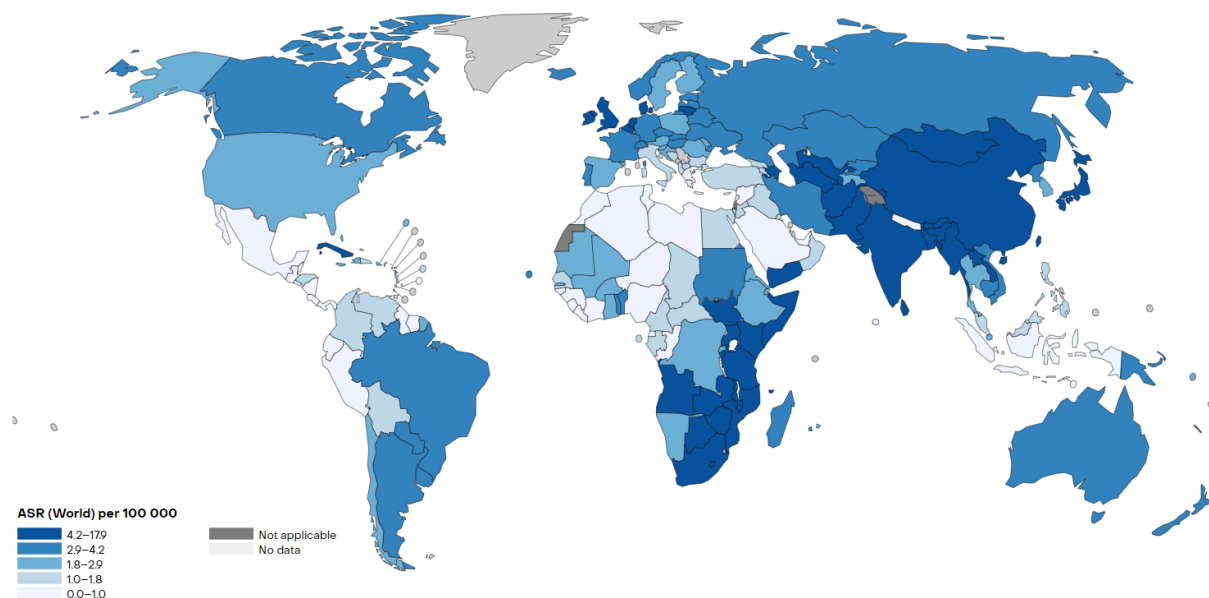 ASR (World) per 100 000
4.2–17.9
2.9–4.2
1.8–2.9
1.0–1.8
0.0–1.0
Not applicable
No data